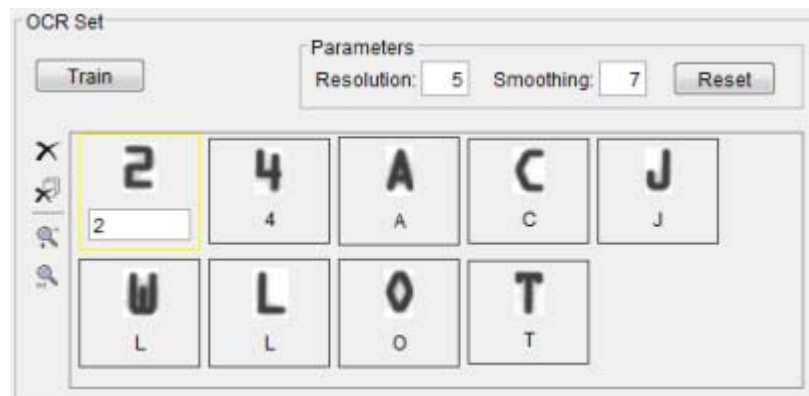 OCR Set
Parameters
Train
Resolution: 5 Smoothing: 7 Reset
2 4 A C J
2 4 A C J
W L O T
L L O T